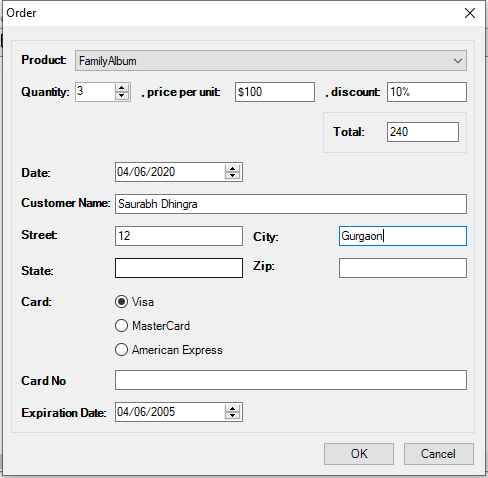 Order
Product: FamilyAlbum
Quantity: 3 , price per unit: $100 , discount: 10%
Total: 240
Date: 04/06/2020
Customer Name: Saurabh Dhingra
Street: 12 City: Gurgaon
State: Zip:
Card: Visa
MasterCard
American Express
Card No
Expiration Date: 04/06/2005
OK Cancel